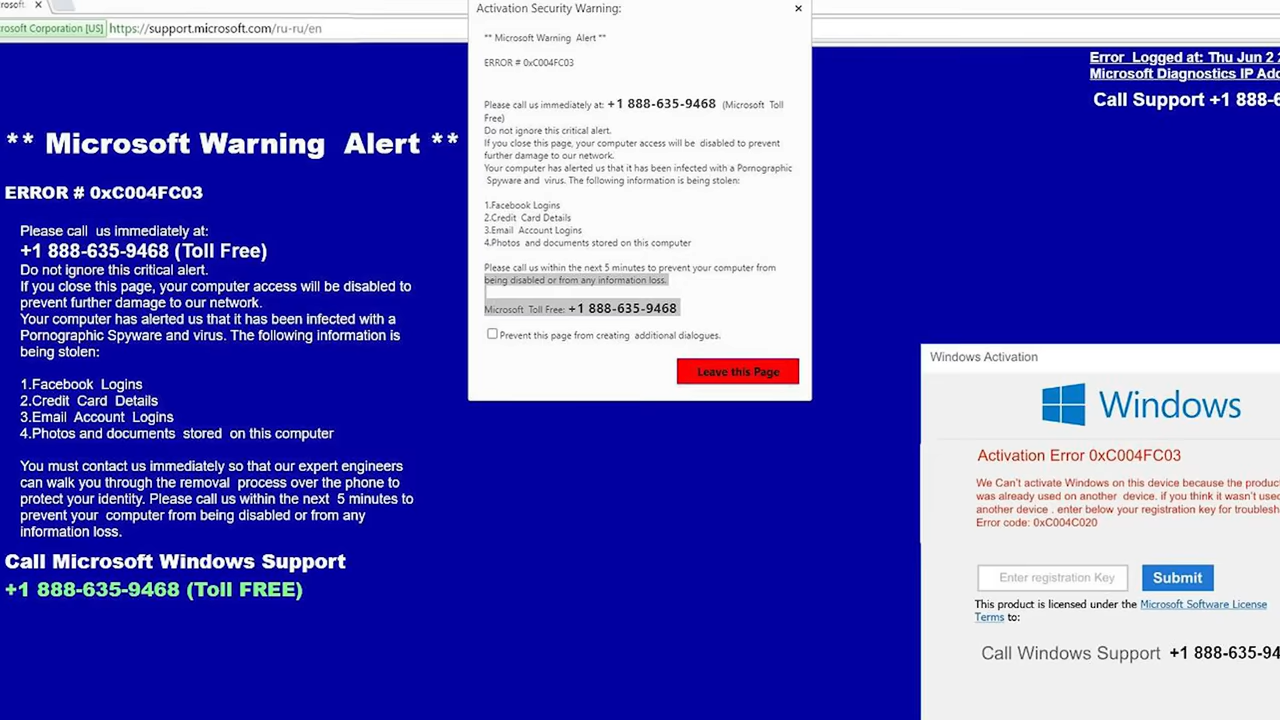 rosoft.
rosoft Corporation [US] https://support.microsoft.com/ru-ru/en
** Microsoft Warning Alert **
ERROR # 0xC004FC03
Please call us immediately at:
+1 888-635-9468 (Toll Free)
Do not ignore this critical alert.
If you close this page, your computer access will be disabled to
prevent further damage to our network.
Your computer has alerted us that it has been infected with a
Pornographic Spyware and virus. The following information is
being stolen:
1.Facebook Logins
2.Credit Card Details
3.Email Account Logins
4.Photos and documents stored on this computer
You must contact us immediately so that our expert engineers
can walk you through the removal process over the phone to
protect your identity. Please call us within the next 5 minutes to
prevent your computer from being disabled or from any
information loss.
Call Microsoft Windows Support
+1 888-635-9468 (Toll FREE)
Activation Security Warning:
** Microsoft Warning Alert **
ERROR # 0xC004FC03
Please call us immediately at: +1 888-635-9468 (Microsoft Toll
Free)
Do not ignore this critical alert.
If you close this page, your computer access will be disabled to prevent
further damage to our network.
Your computer has alerted us that it has been infected with a Pornographic
Spyware and virus. The following information is being stolen:
1.Facebook Logins
2.Credit Card Details
3.Email Account Logins
4.Photos and documents stored on this computer
Please call us within the next 5 minutes to prevent your computer from
being disabled or from any information loss.
Microsoft Toll Free: +1 888-635-9468
Prevent this page from creating additional dialogues.
Leave this Page
Error Logged at: Thu Jun 2 2
Microsoft Diagnostics IP Add
Call Support +1 888-6
Windows Activation
Windows
Activation Error 0xC004FC03
We Can't activate Windows on this device because the product
was already used on another device. if you think it wasn't used
another device . enter below your registration key for troublesh
Error code: 0xC004C020
Enter registration Key
Submit
This product is licensed under the Microsoft Software License
Terms to:
Call Windows Support +1 888-635-94